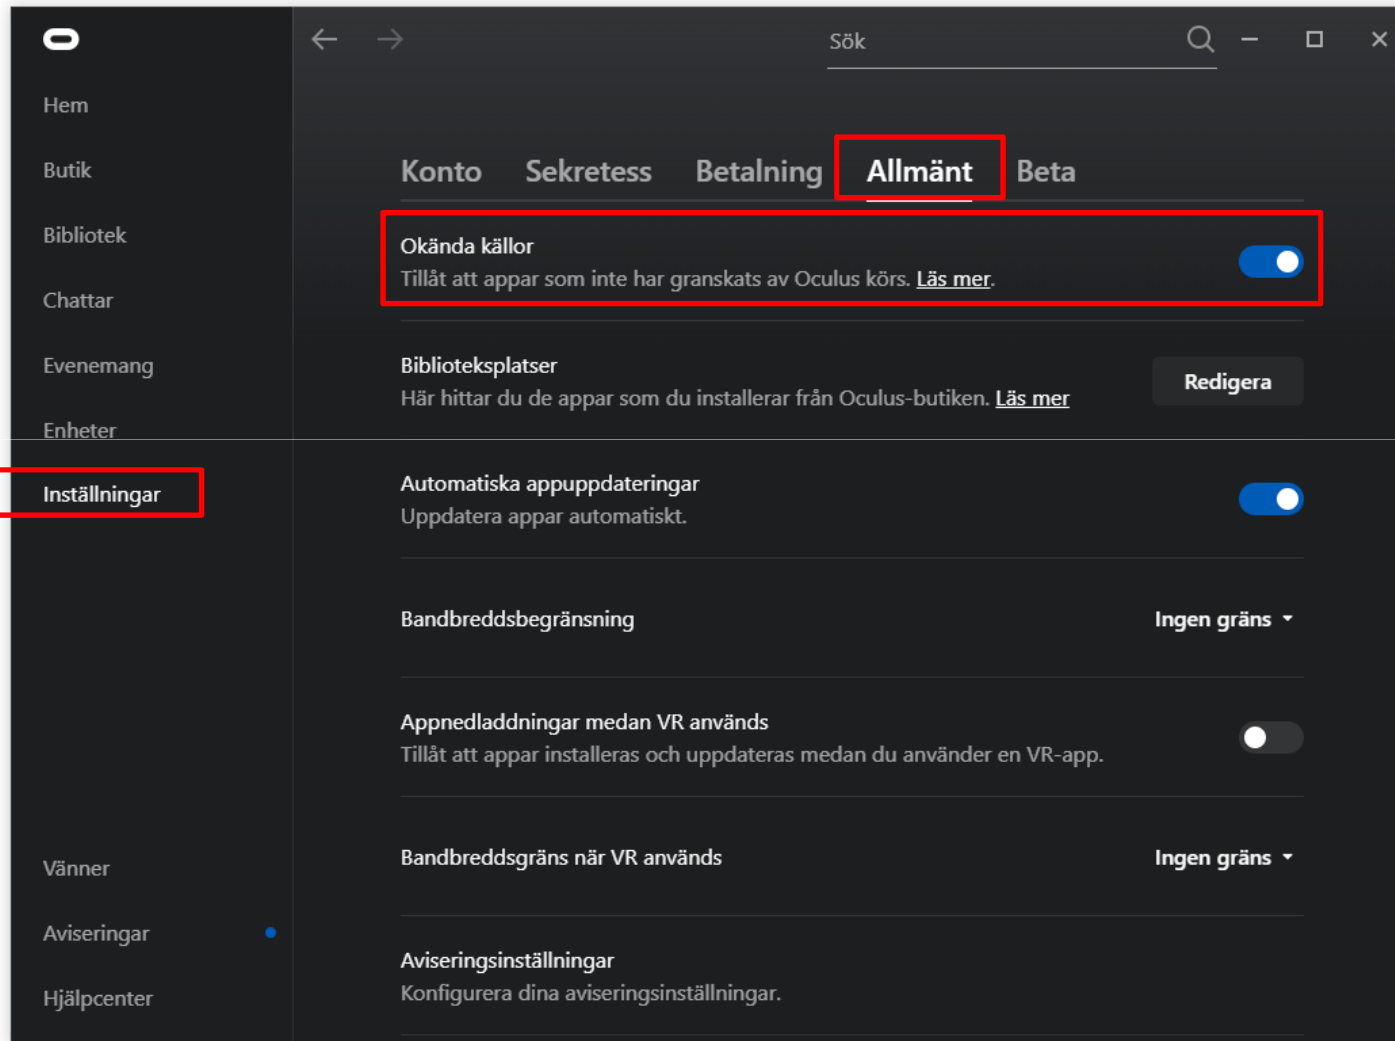 Sök
Hem
Butik
Bibliotek
Chattar
Evenemang
Enheter
Inställningar
Vänner
Aviseringar
Hjälpcenter
Konto Sekretess Betalning Allmänt Beta
Okända källor
Tillåt att appar som inte har granskats av Oculus körs. Läs mer.
Biblioteksplatser
Här hittar du de appar som du installerar från Oculus-butiken. Läs mer
Redigera
Automatiska appuppdateringar
Uppdatera appar automatiskt.
Bandbreddsbegränsning
Ingen gräns
Appnedladdningar medan VR används
Tillåt att appar installeras och uppdateras medan du använder en VR-app.
Bandbreddsgräns när VR används
Ingen gräns
Aviseringsinställningar
Konfigurera dina aviseringsinställningar.